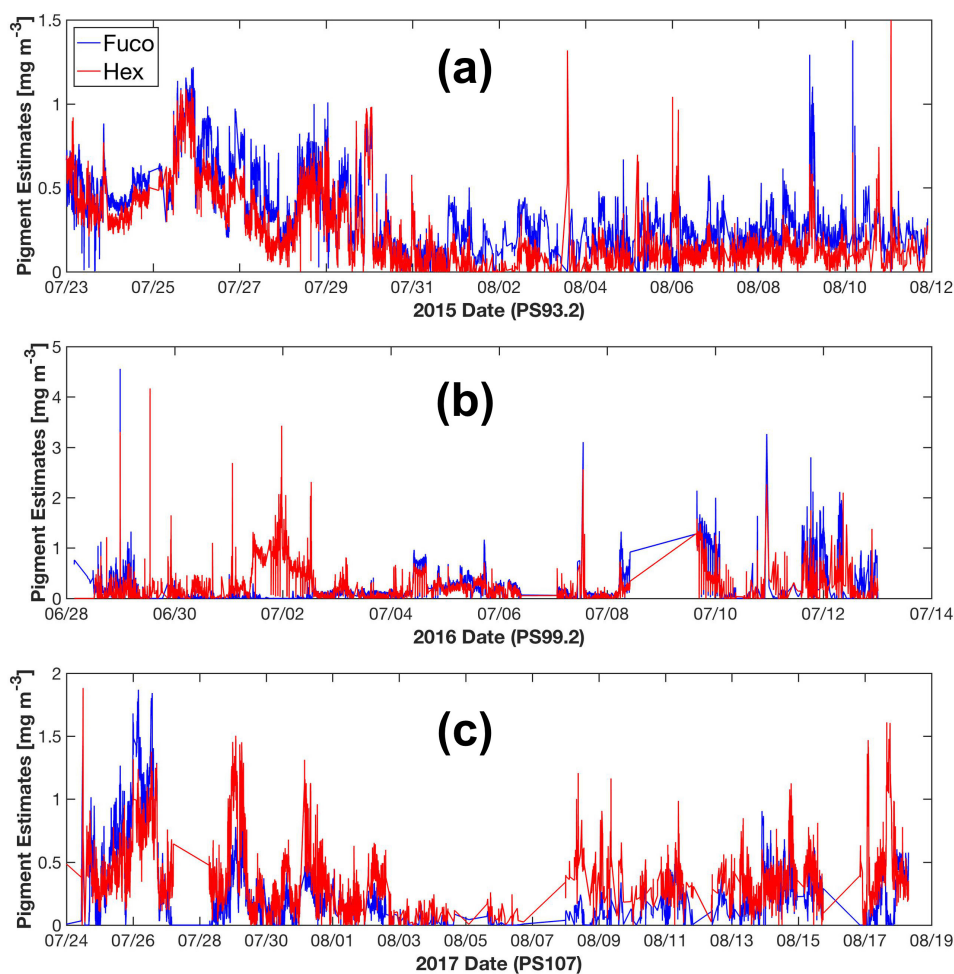 Pigment Estimates [mg m⁻³]
1.5
1
0.5
0
Fuco
Hex
(a)
07/23 07/25 07/27 07/29 07/31 08/02 08/04 08/06 08/08 08/10 08/12
2015 Date (PS93.2)
Pigment Estimates [mg m⁻³]
5
4
3
2
1
0
(b)
06/28 06/30 07/02 07/04 07/06 07/08 07/10 07/12 07/14
2016 Date (PS99.2)
Pigment Estimates [mg m⁻³]
2
1.5
1
0.5
0
(c)
07/24 07/26 07/28 07/30 08/01 08/03 08/05 08/07 08/09 08/11 08/13 08/15 08/17 08/19
2017 Date (PS107)